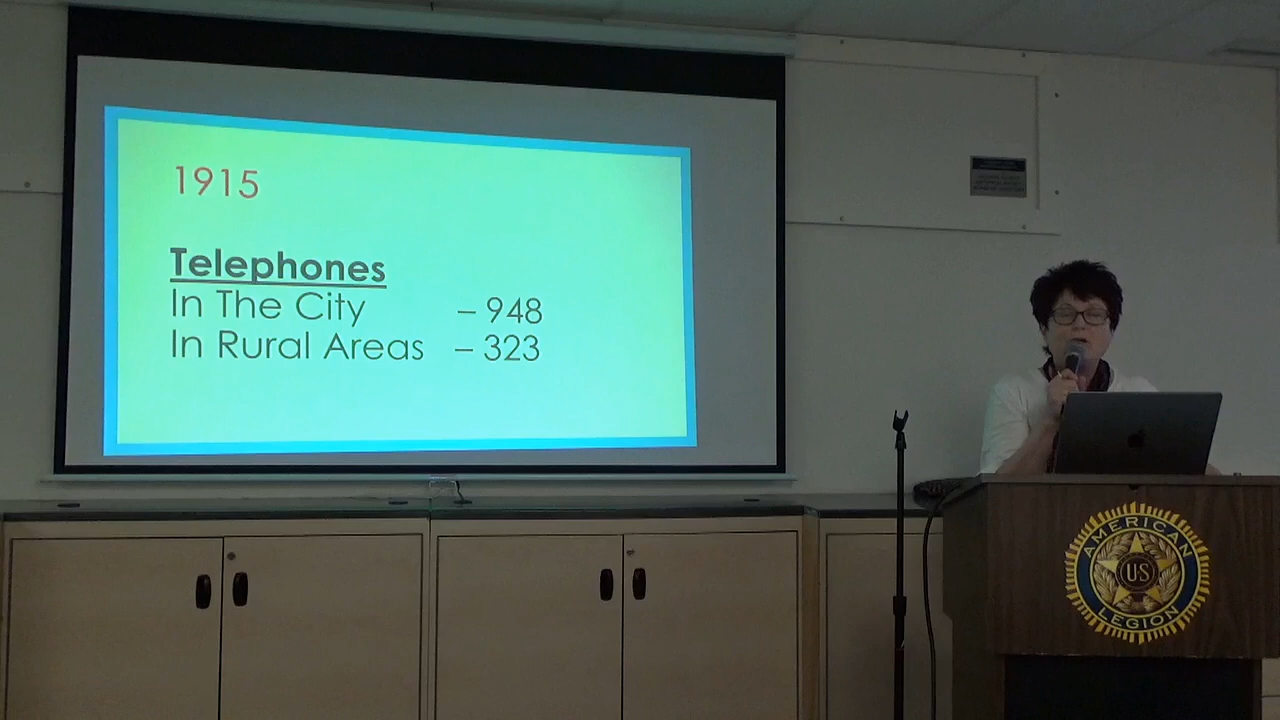 1915
Telephones
In The City – 948
In Rural Areas – 323
AMERICAN
US
LEGION